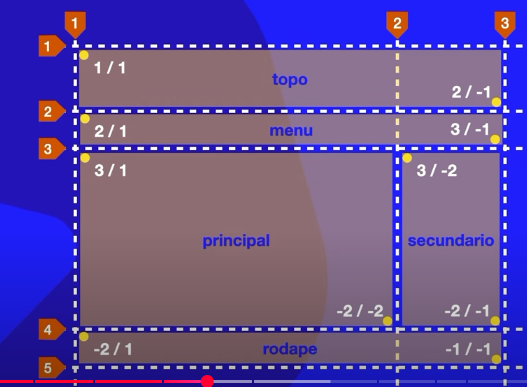 1 2 3
1
1 / 1
topo
2 / -1
2
2 / 1 menu 3 / -1
3
3 / 1 3 / -2
principal secundario
-2 / -2 -2 / -1
4
-2 / 1 rodape -1 / -1
5